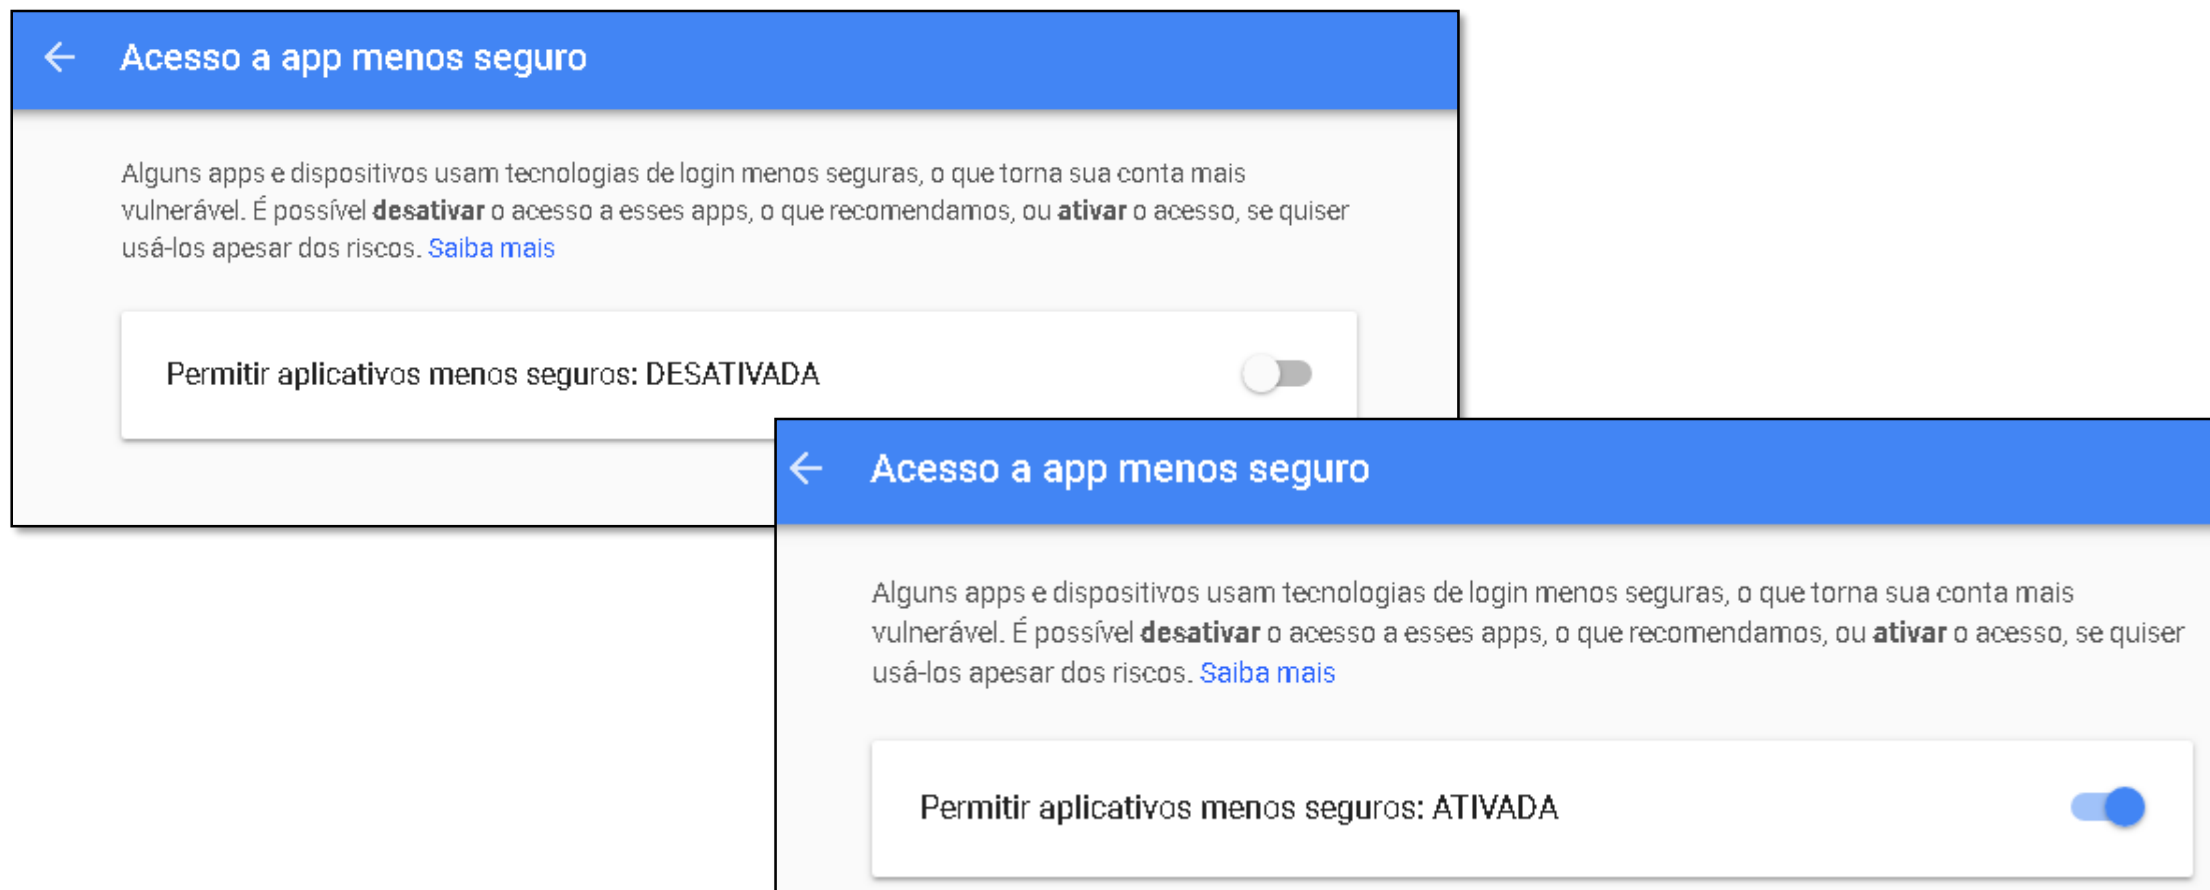 Acesso a app menos seguro
Alguns apps e dispositivos usam tecnologias de login menos seguras, o que torna sua conta mais
vulnerável. É possível desativar o acesso a esses apps, o que recomendamos, ou ativar o acesso, se quiser
usá-los apesar dos riscos. Saiba mais
Permitir aplicativos menos seguros: DESATIVADA
Acesso a app menos seguro
Alguns apps e dispositivos usam tecnologias de login menos seguras, o que torna sua conta mais
vulnerável. É possível desativar o acesso a esses apps, o que recomendamos, ou ativar o acesso, se quiser
usá-los apesar dos riscos. Saiba mais
Permitir aplicativos menos seguros: ATIVADA